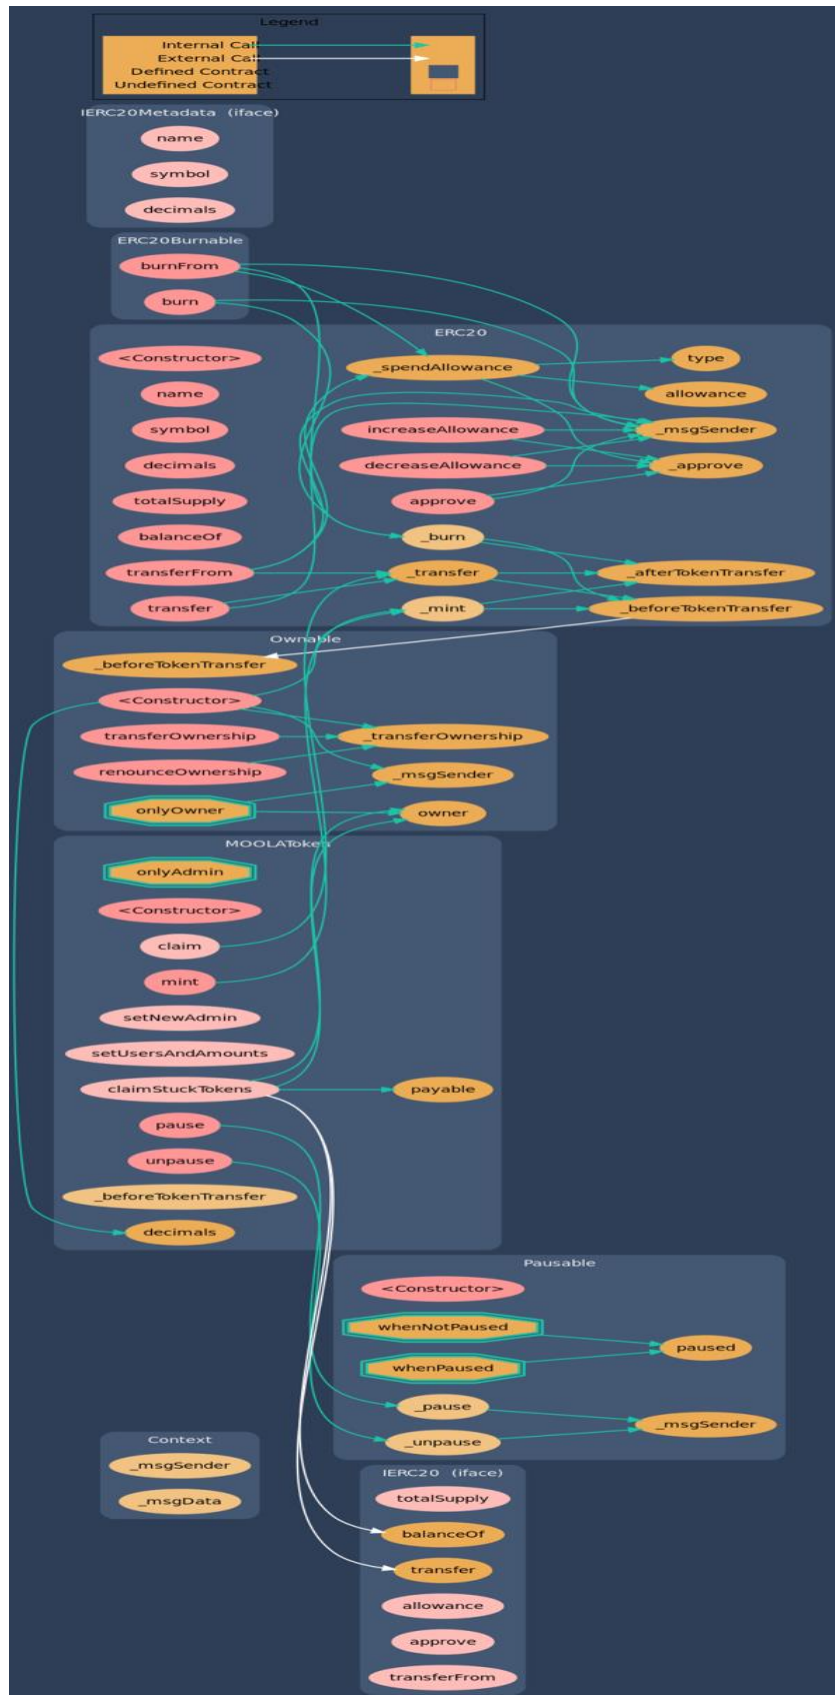 Legend
Internal Call
External Call
Defined Contract
Undefined Contract
IERC20Metadata (iface)
name
symbol
decimals
ERC20Burnable
burnFrom
burn
ERC20
<Constructor>
_spendAllowance
type
name
allowance
symbol
increaseAllowance
_msgSender
decimals
decreaseAllowance
_approve
totalSupply
approve
balanceOf
_burn
transferFrom
_transfer
_afterTokenTransfer
transfer
_mint
_beforeTokenTransfer
Ownable
_beforeTokenTransfer
<Constructor>
transferOwnership
_transferOwnership
renounceOwnership
_msgSender
onlyOwner
owner
MOOLAToken
onlyAdmin
<Constructor>
claim
mint
setNewAdmin
setUsersAndAmounts
claimStuckTokens
payable
pause
unpause
_beforeTokenTransfer
decimals
Pausable
<Constructor>
whenNotPaused
paused
whenPaused
_pause
_msgSender
_unpause
Context
_msgSender
_msgData
IERC20 (iface)
totalSupply
balanceOf
transfer
allowance
approve
transferFrom